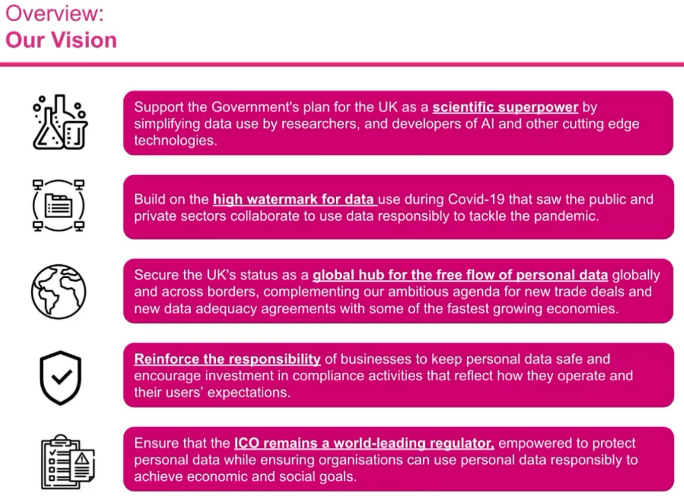 Overview:
Our Vision
Support the Government's plan for the UK as a scientific superpower by
simplifying data use by researchers, and developers of AI and other cutting edge
technologies.
Build on the high watermark for data use during Covid-19 that saw the public and
private sectors collaborate to use data responsibly to tackle the pandemic.
Secure the UK's status as a global hub for the free flow of personal data globally
and across borders, complementing our ambitious agenda for new trade deals and
new data adequacy agreements with some of the fastest growing economies.
Reinforce the responsibility of businesses to keep personal data safe and
encourage investment in compliance activities that reflect how they operate and
their users’ expectations.
Ensure that the ICO remains a world-leading regulator, empowered to protect
personal data while ensuring organisations can use personal data responsibly to
achieve economic and social goals.